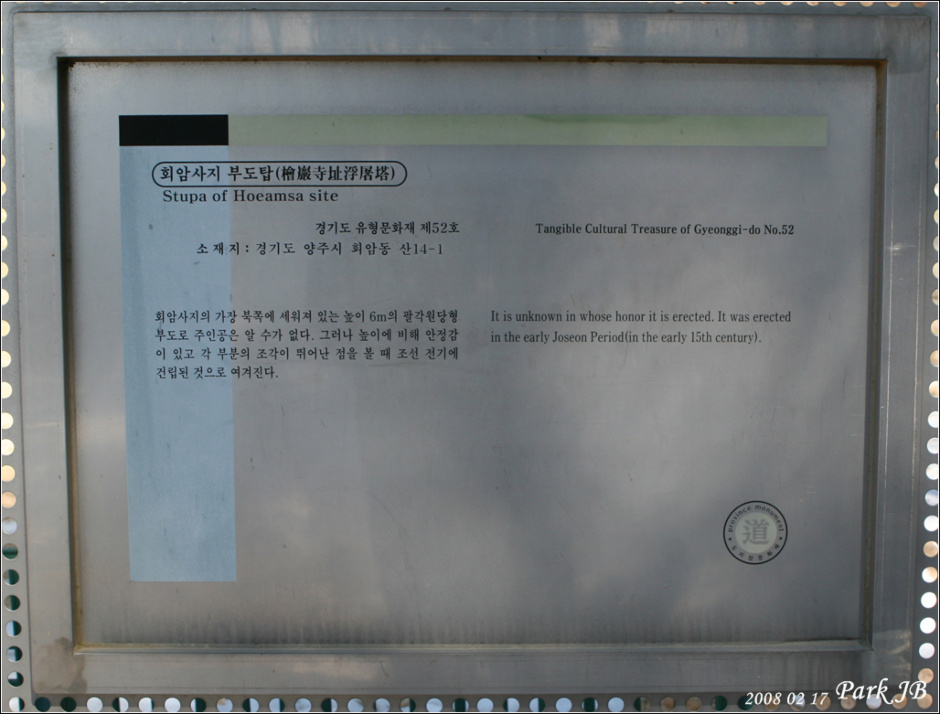 회암사지 부도탑(檜巖寺址浮屠塔)
Stupa of Hoeamsa site
경기도 유형문화재 제52호
소재지 : 경기도 양주시 회암동 산14-1
Tangible Cultural Treasure of Gyeonggi-do No.52
회암사지의 가장 북쪽에 세워져 있는 높이 6m의 팔각원당형
부도로 주인공은 알 수가 없다. 그러나 높이에 비해 안정감
이 있고 각 부분의 조각이 뛰어난 점을 볼 때 조선 전기에
건립된 것으로 여겨진다.
It is unknown in whose honor it is erected. It was erected
in the early Joseon Period(in the early 15th century).
province monument
道
2008 02 17 Park JB